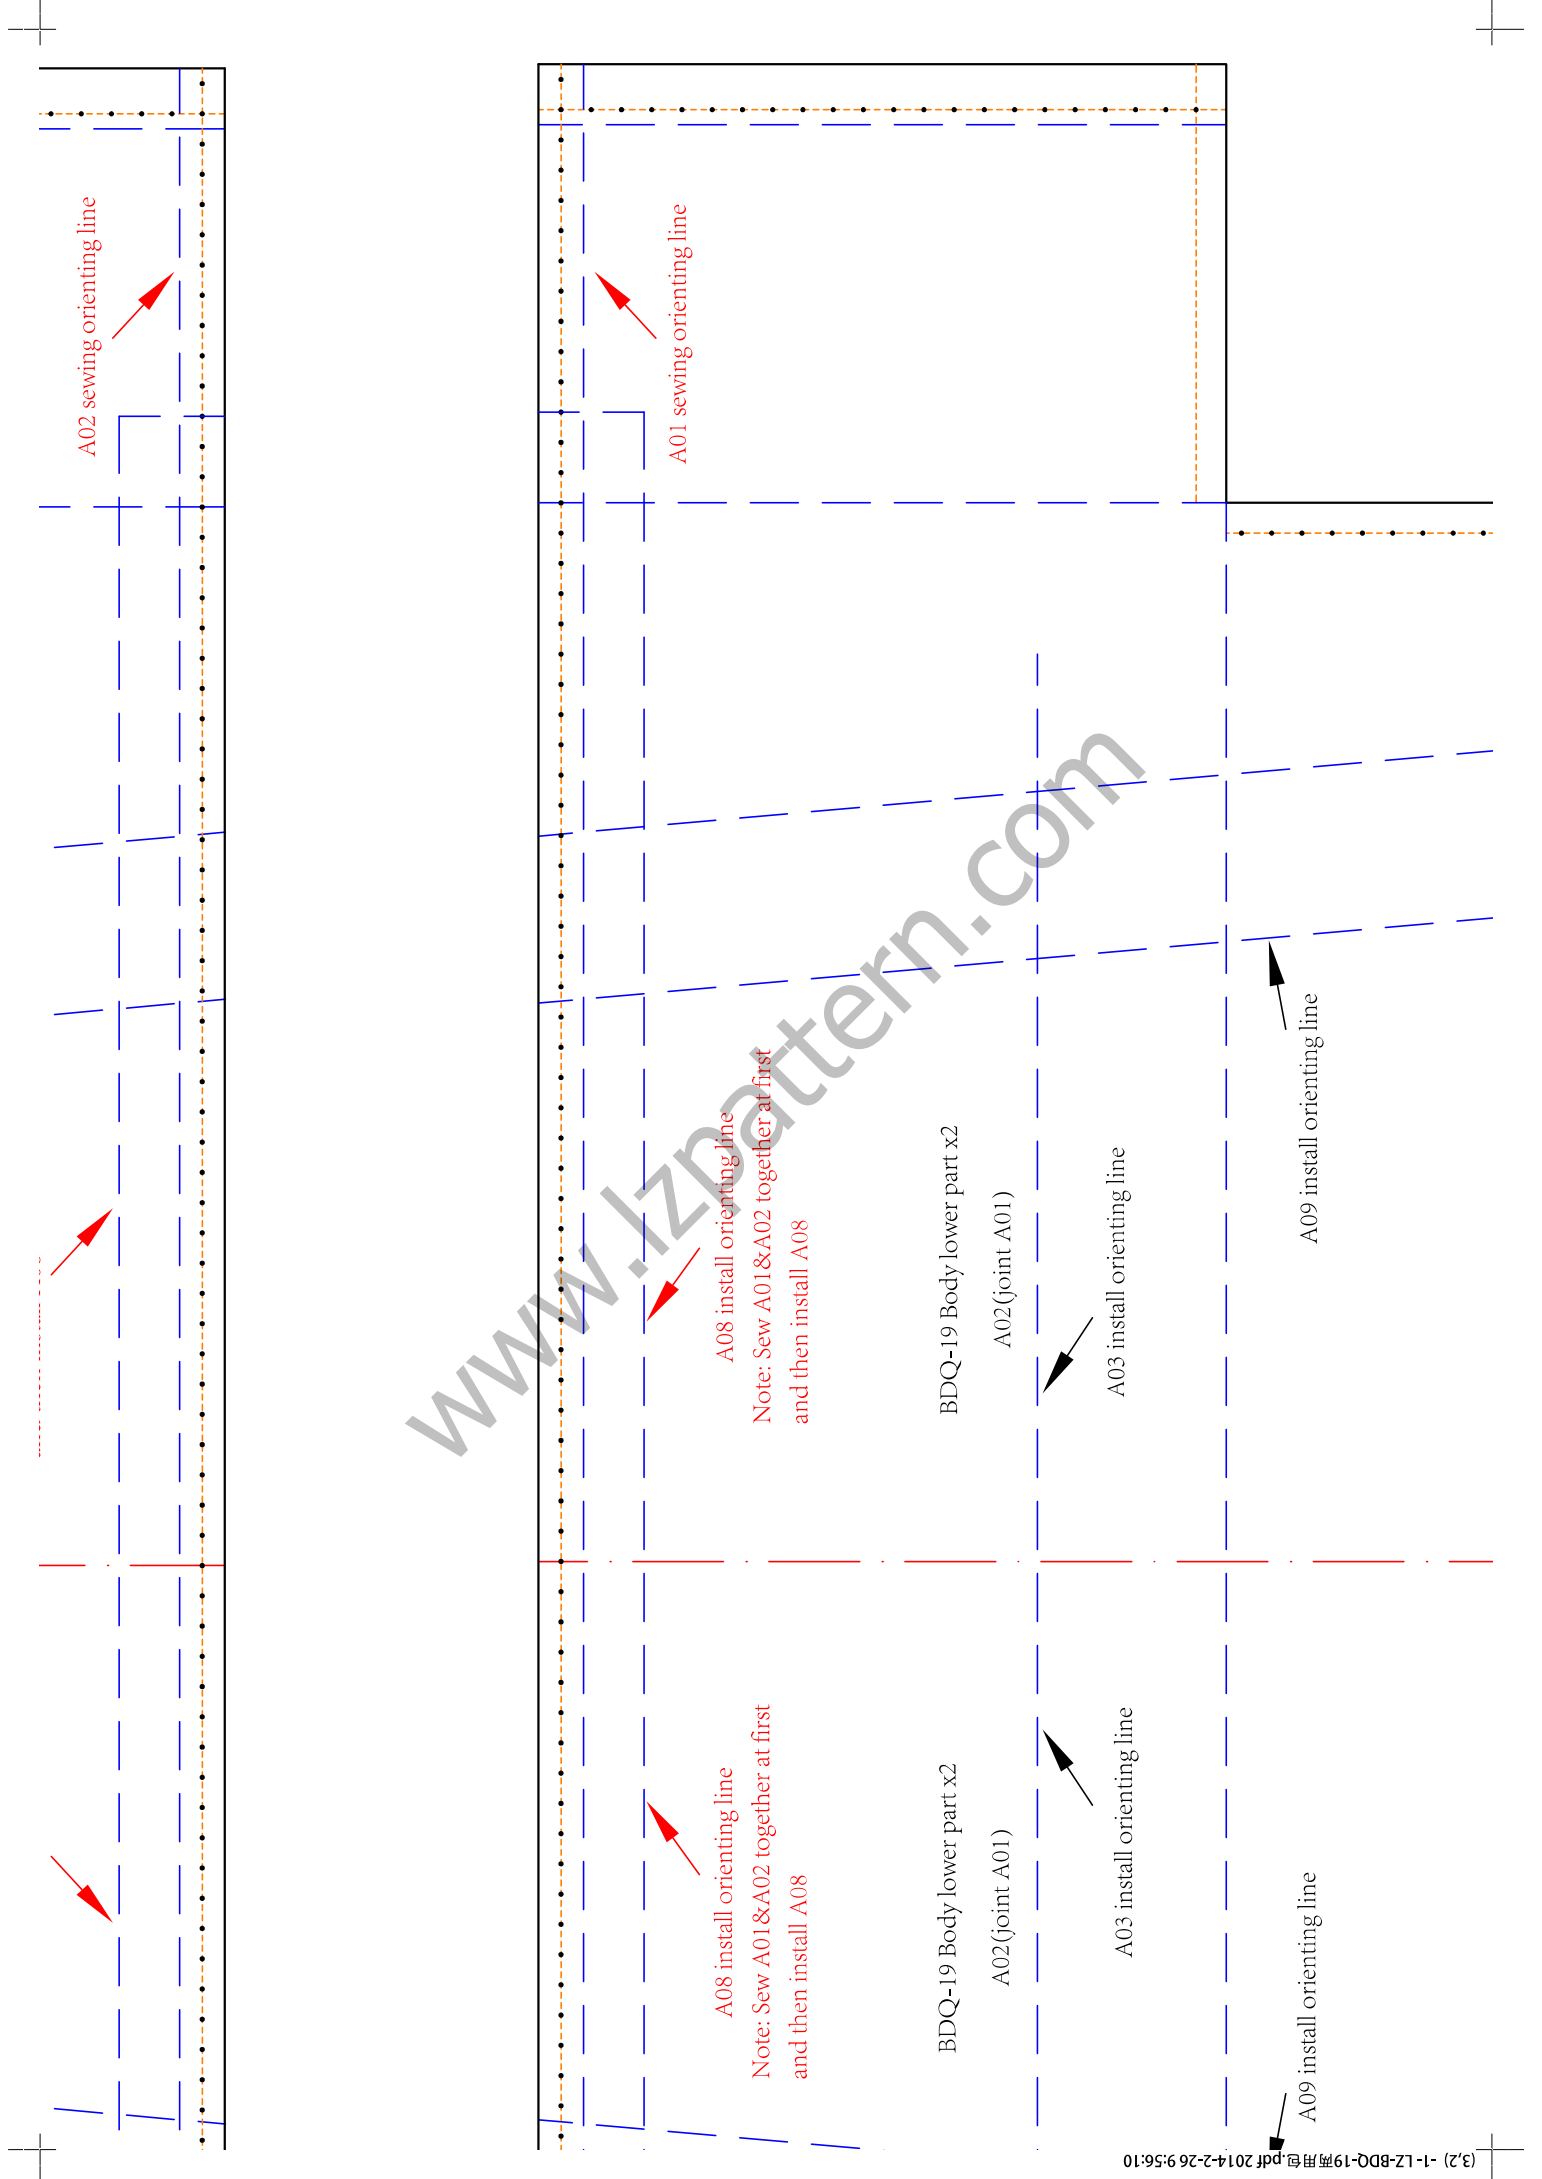 A02 sewing orienting line
A01 sewing orienting line
A08 install orienting line
Note: Sew A01&A02 together at first
and then install A08
BDQ-19 Body lower part x2
A02(joint A01)
A03 install orienting line
A09 install orienting line
www.lzpattern.com
A08 install orienting line
Note: Sew A01&A02 together at first
and then install A08
BDQ-19 Body lower part x2
A02(joint A01)
A03 install orienting line
A09 install orienting line
(3,2) -1- LZ-BDQ-19两用包.pdf 2014-2-26 9:56:10